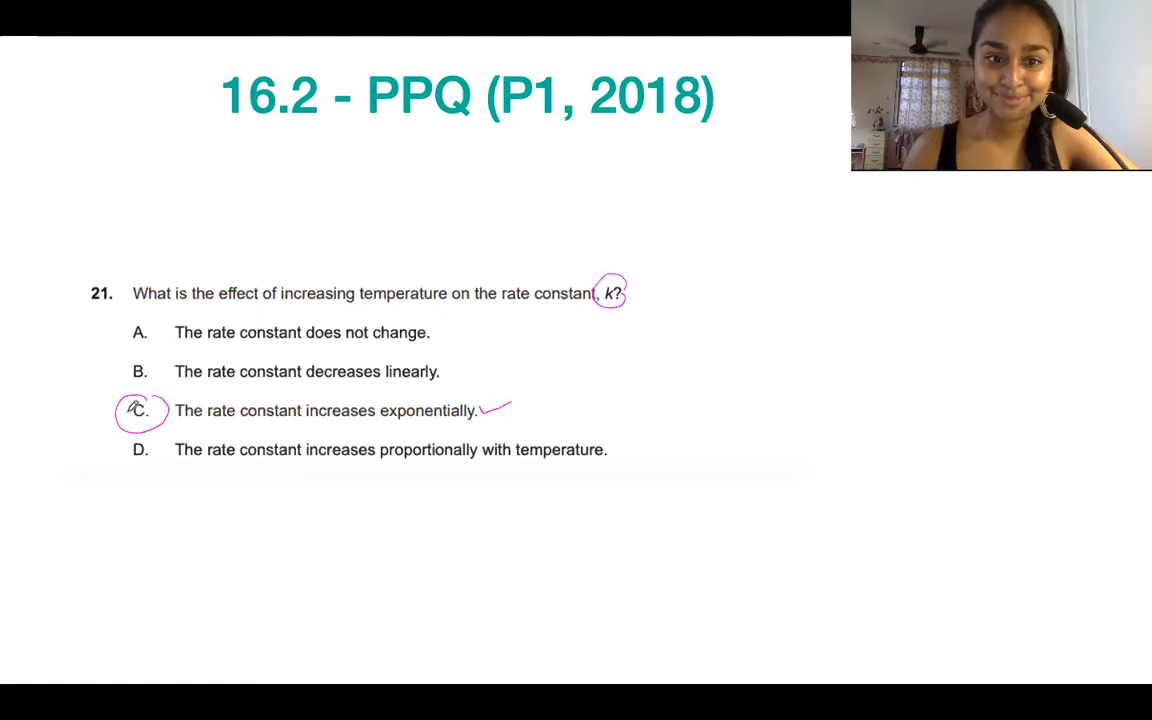 16.2 - PPQ (P1, 2018)
21. What is the effect of increasing temperature on the rate constant, k?
A. The rate constant does not change.
B. The rate constant decreases linearly.
C. The rate constant increases exponentially.
D. The rate constant increases proportionally with temperature.